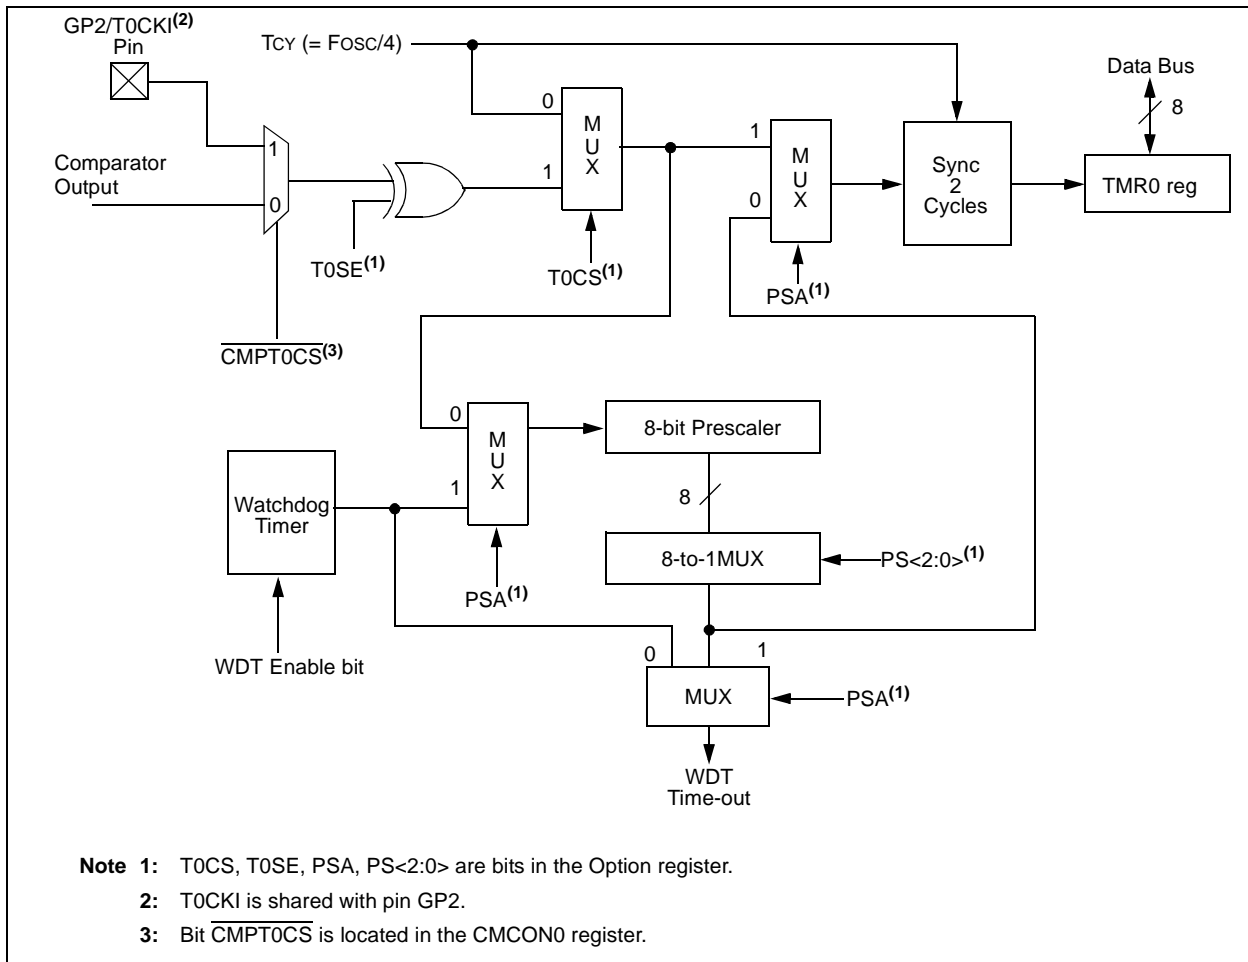 GP2/T0CKI(2)
Pin
TCY (= FOSC/4)
Data Bus
8
0
M
U
X
1
1
M
U
X
0
Sync
2
Cycles
TMR0 reg
Comparator
Output
1
0
T0SE(1)
T0CS(1)
PSA(1)
CMPT0CS(3)
0
M
U
X
1
8-bit Prescaler
Watchdog
Timer
8
8-to-1MUX
PS<2:0>(1)
PSA(1)
WDT Enable bit
0
1
MUX
PSA(1)
WDT
Time-out
Note 1: T0CS, T0SE, PSA, PS<2:0> are bits in the Option register.
2: T0CKI is shared with pin GP2.
3: Bit CMPT0CS is located in the CMCON0 register.